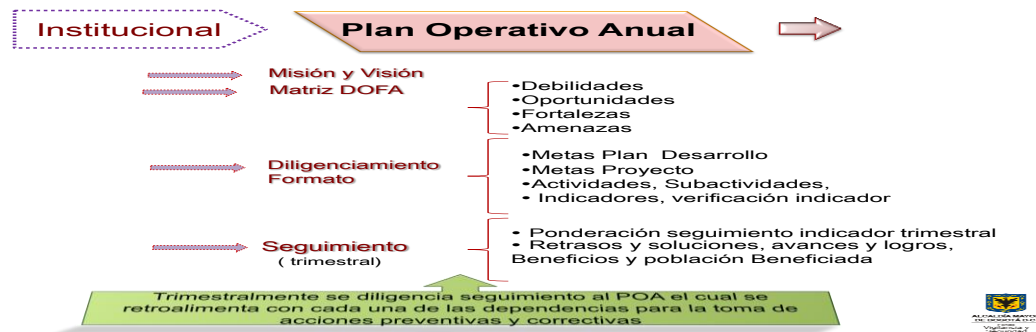 Institucional
Plan Operativo Anual
Misión y Visión
Matriz DOFA
•Debilidades
•Oportunidades
•Fortalezas
•Amenazas
Diligenciamiento
Formato
•Metas Plan Desarrollo
•Metas Proyecto
•Actividades, Subactividades,
• Indicadores, verificación indicador
Seguimiento
( trimestral)
• Ponderación seguimiento indicador trimestral
• Retrasos y soluciones, avances y logros,
Beneficios y población Beneficiada
Trimestralmente se diligencia seguimiento al POA el cual se
retroalimenta con cada una de las dependencias para la toma de
acciones preventivas y correctivas
ALCALDÍA MAYOR
DE BOGOTÁ D.C.